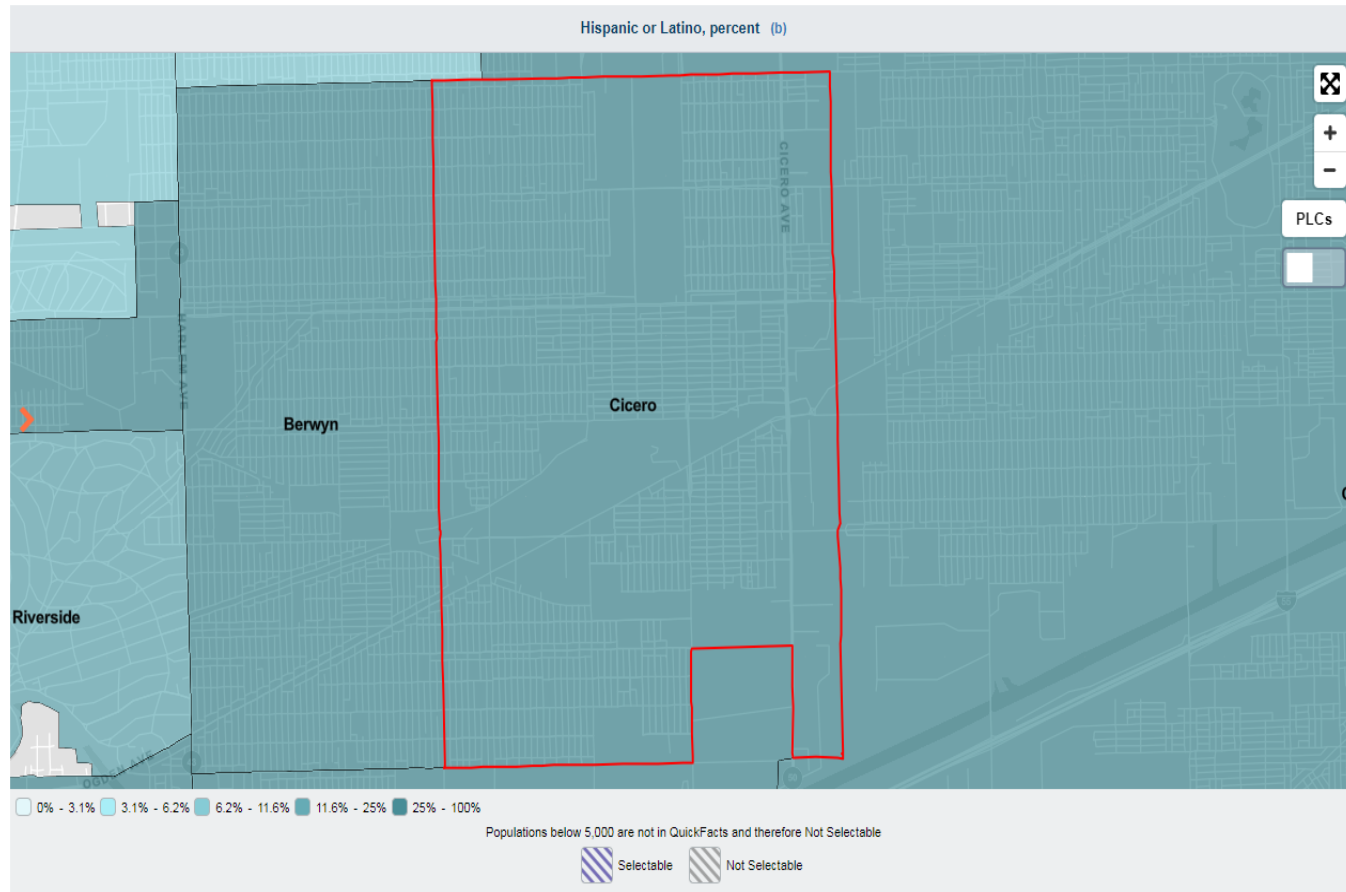 Hispanic or Latino, percent (b)
+
−
PLCs
CICERO AVE
HARLEM AVE
Cicero
Berwyn
Riverside
OGDEN AVE
0% - 3.1% 3.1% - 6.2% 6.2% - 11.6% 11.6% - 25% 25% - 100%
Populations below 5,000 are not in QuickFacts and therefore Not Selectable
Selectable Not Selectable